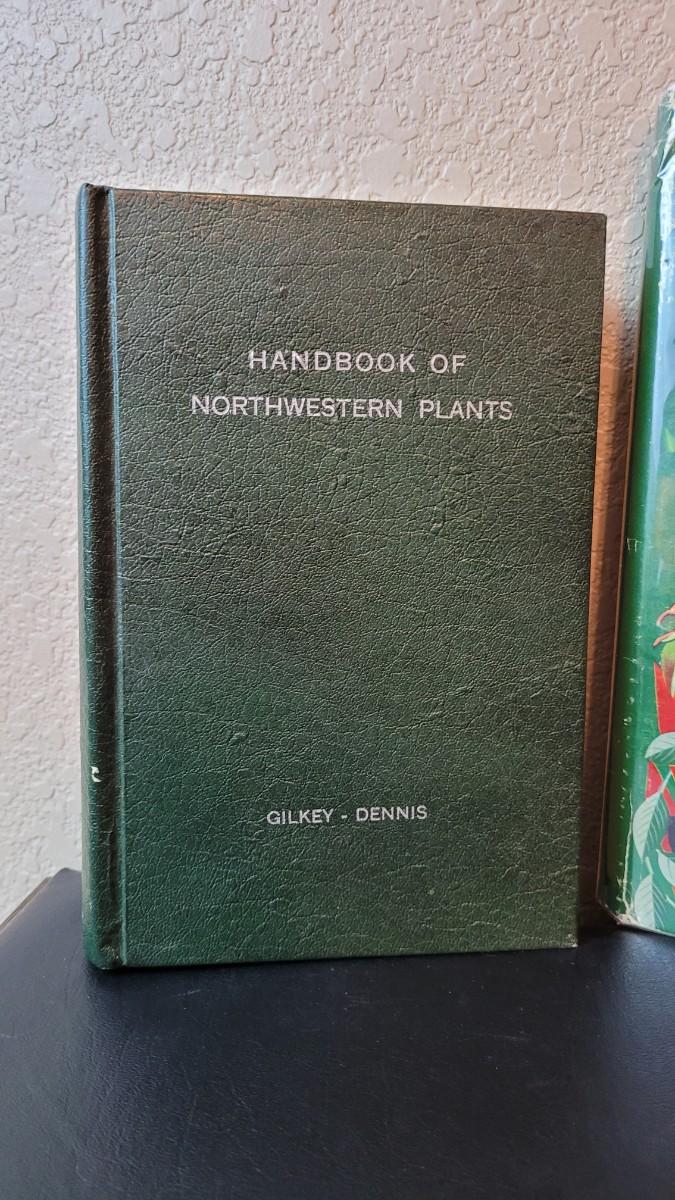 HANDBOOK OF
NORTHWESTERN PLANTS
GILKEY - DENNIS